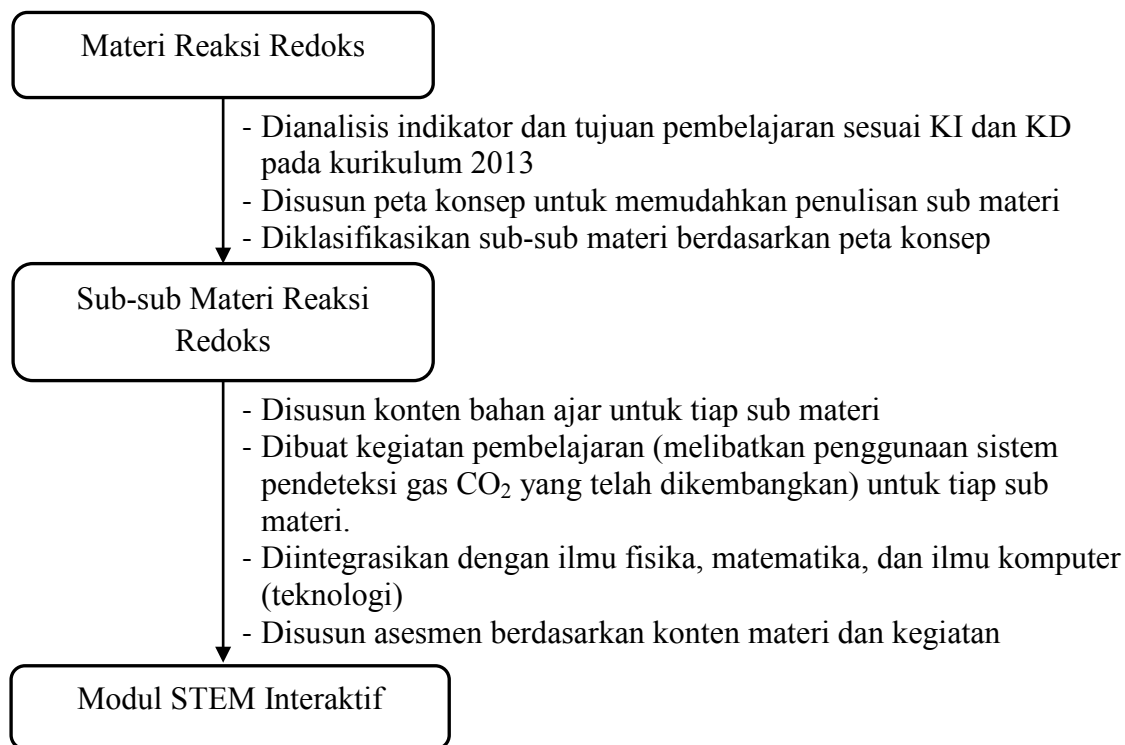 Materi Reaksi Redoks
- Dianalisis indikator dan tujuan pembelajaran sesuai KI dan KD
pada kurikulum 2013
- Disusun peta konsep untuk memudahkan penulisan sub materi
- Diklasifikasikan sub-sub materi berdasarkan peta konsep
Sub-sub Materi Reaksi
Redoks
- Disusun konten bahan ajar untuk tiap sub materi
- Dibuat kegiatan pembelajaran (melibatkan penggunaan sistem
pendeteksi gas CO₂ yang telah dikembangkan) untuk tiap sub
materi.
- Diintegrasikan dengan ilmu fisika, matematika, dan ilmu komputer
(teknologi)
- Disusun asesmen berdasarkan konten materi dan kegiatan
Modul STEM Interaktif